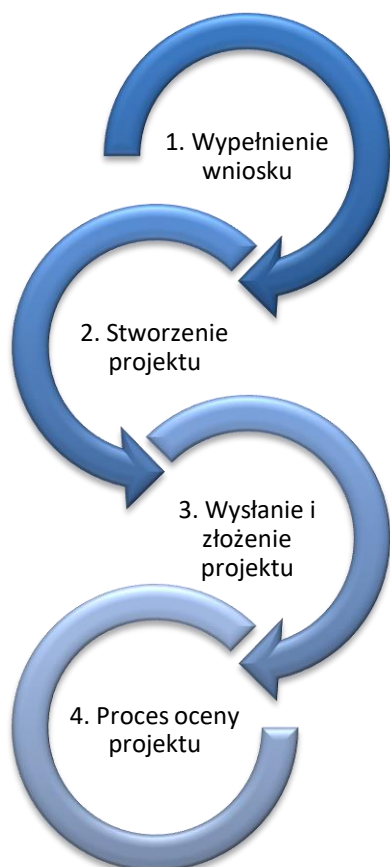 1. Wypełnienie
wniosku
2. Stworzenie
projektu
3. Wysłanie i
złożenie
projektu
4. Proces oceny
projektu